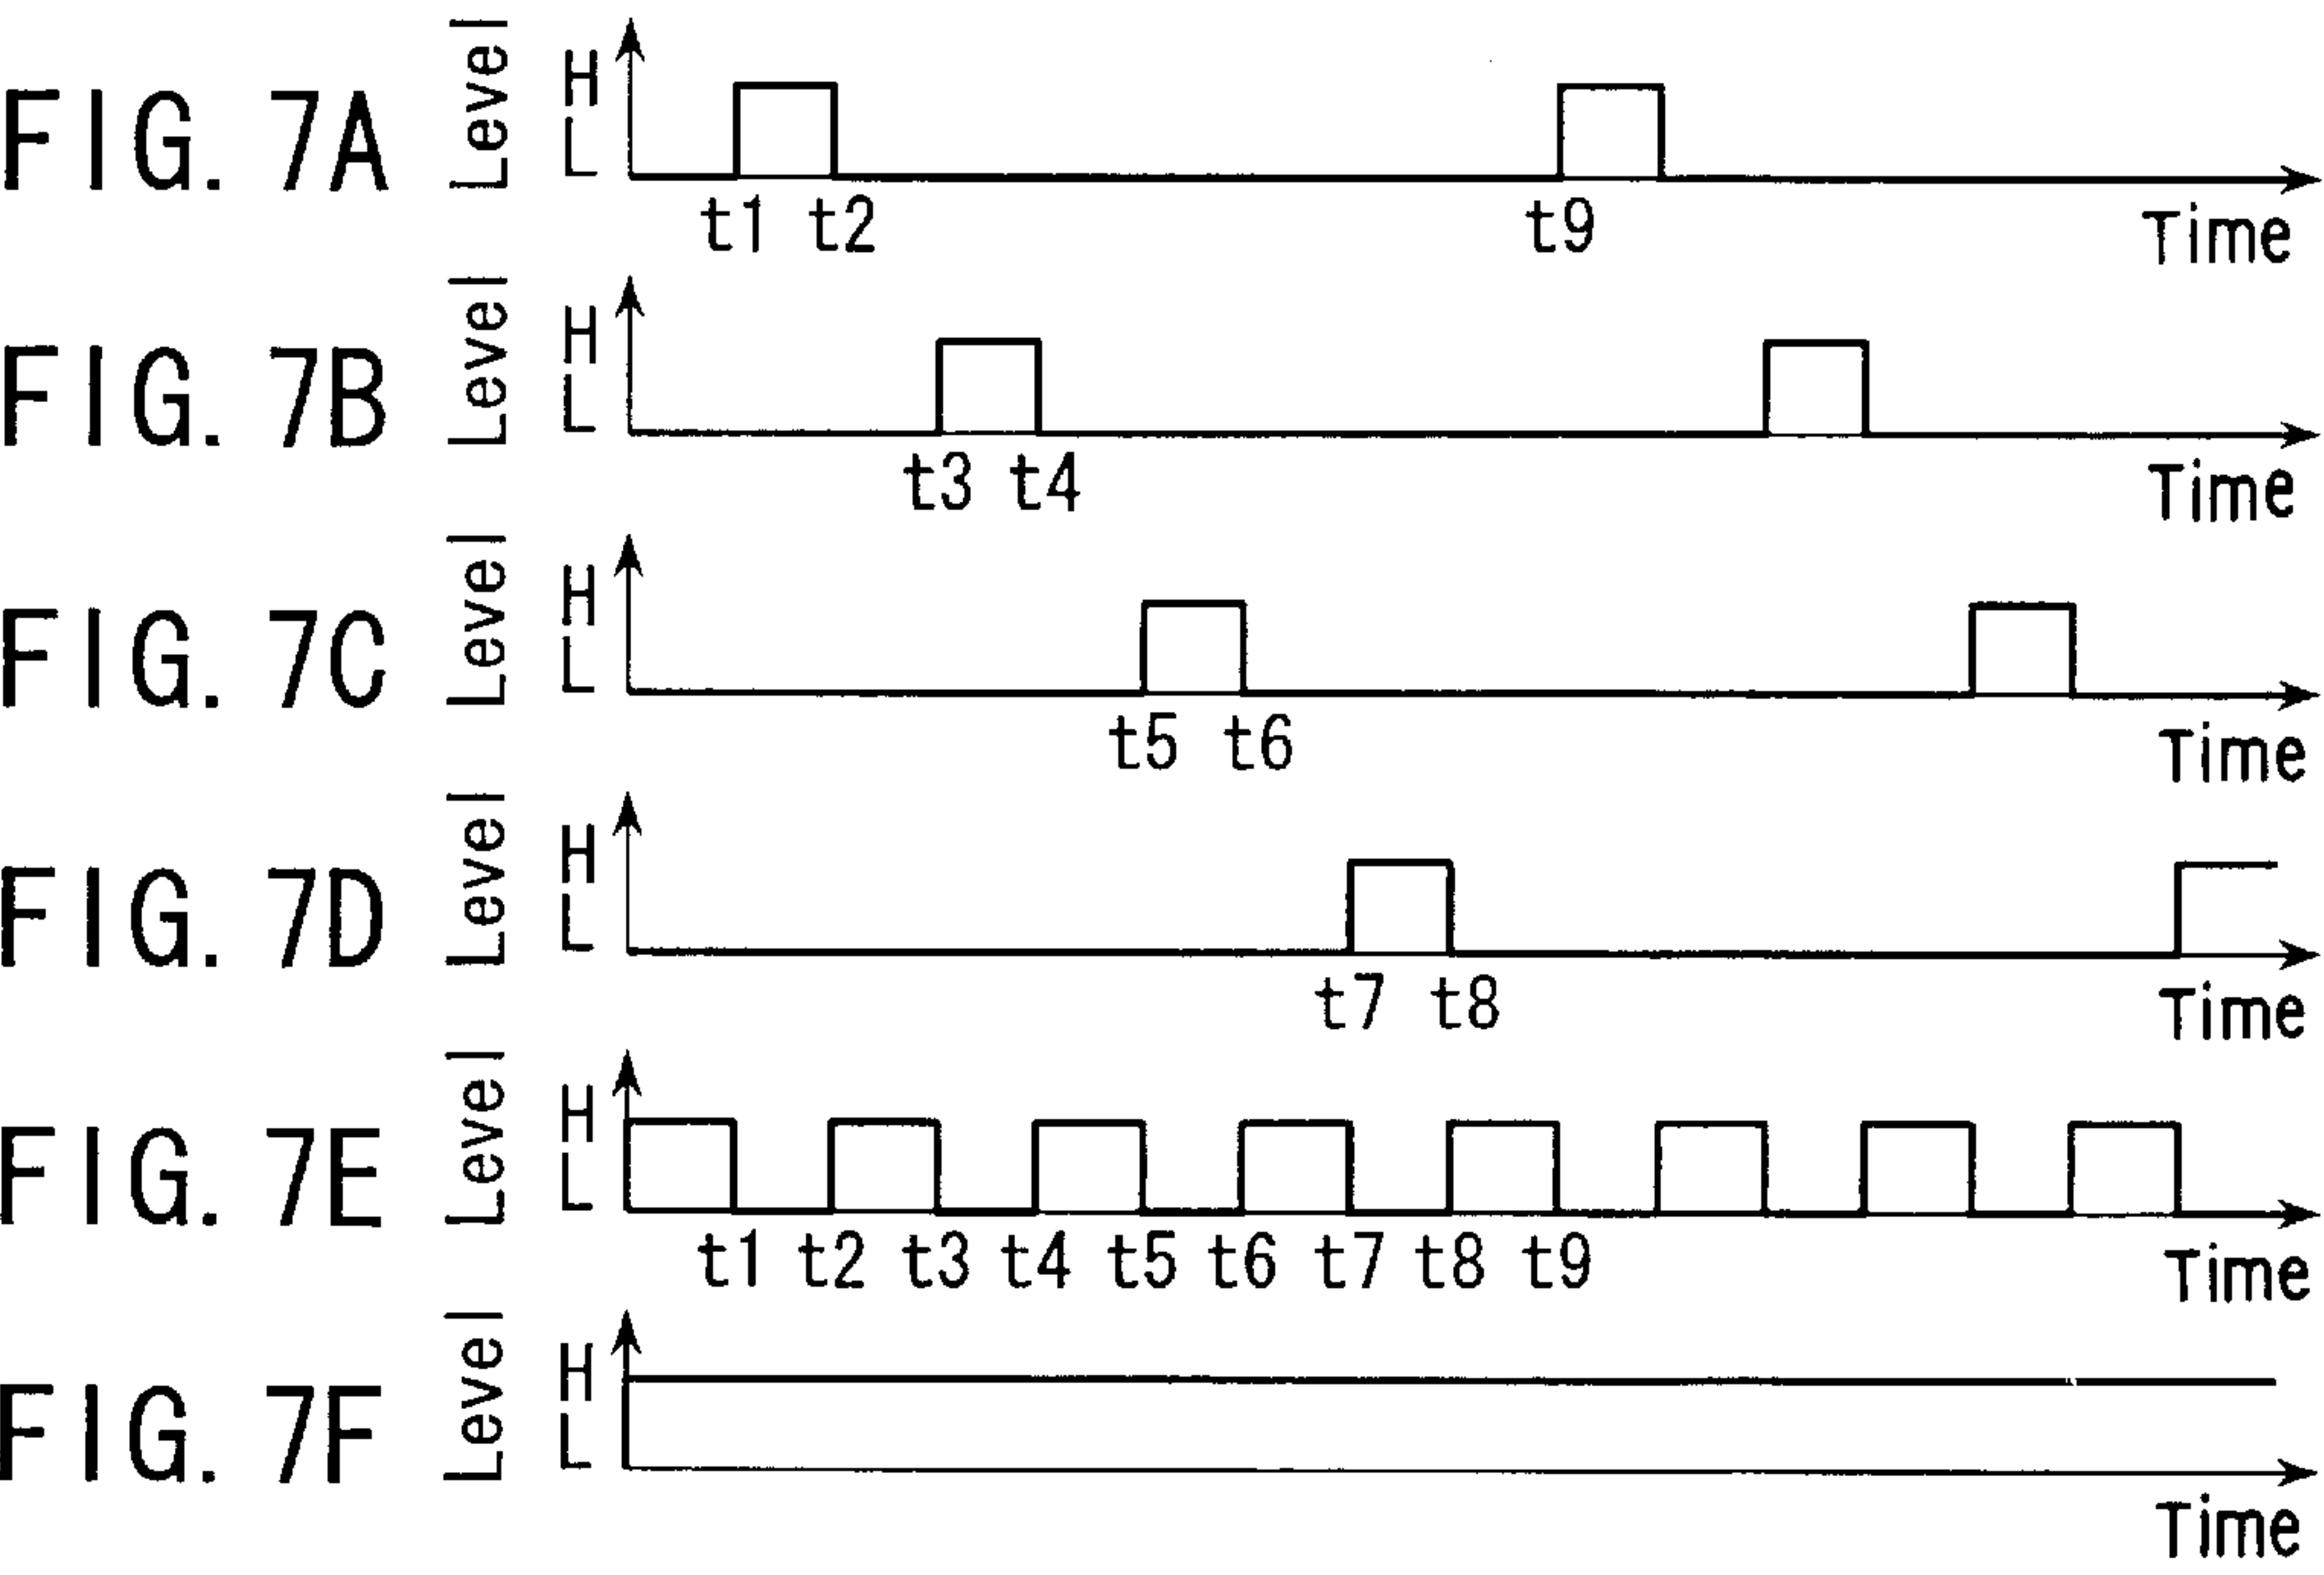 FIG. 7A Level H L
t1 t2 t9 Time
FIG. 7B Level H L
t3 t4 Time
FIG. 7C Level H L
t5 t6 Time
FIG. 7D Level H L
t7 t8 Time
FIG. 7E Level H L
t1 t2 t3 t4 t5 t6 t7 t8 t9 Time
FIG. 7F Level H L
Time